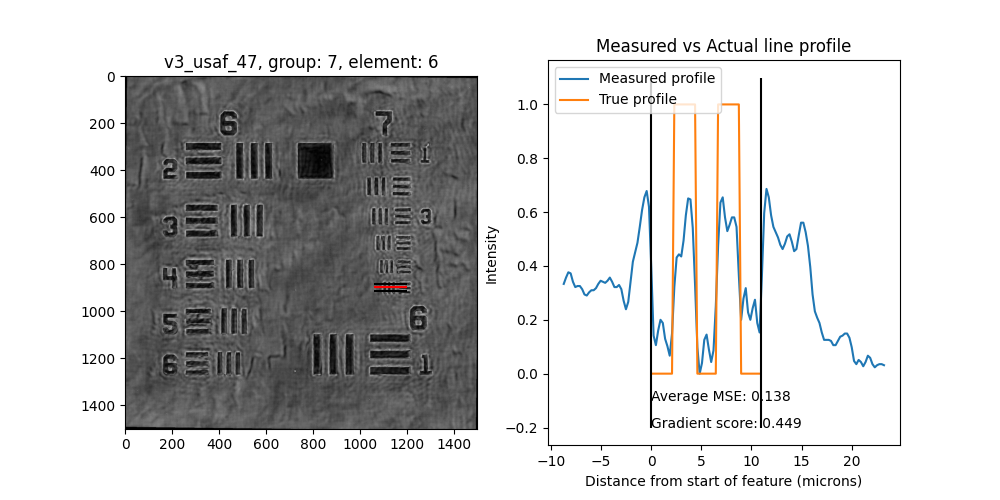 v3_usaf_47, group: 7, element: 6
0
200
400
600
800
1000
1200
1400
0 200 400 600 800 1000 1200 1400
6 7
2 1
3 3
4
5
6
6
1
Measured vs Actual line profile
Measured profile
True profile
Intensity
1.0
0.8
0.6
0.4
0.2
0.0
−0.2
Average MSE: 0.138
Gradient score: 0.449
−10 −5 0 5 10 15 20
Distance from start of feature (microns)